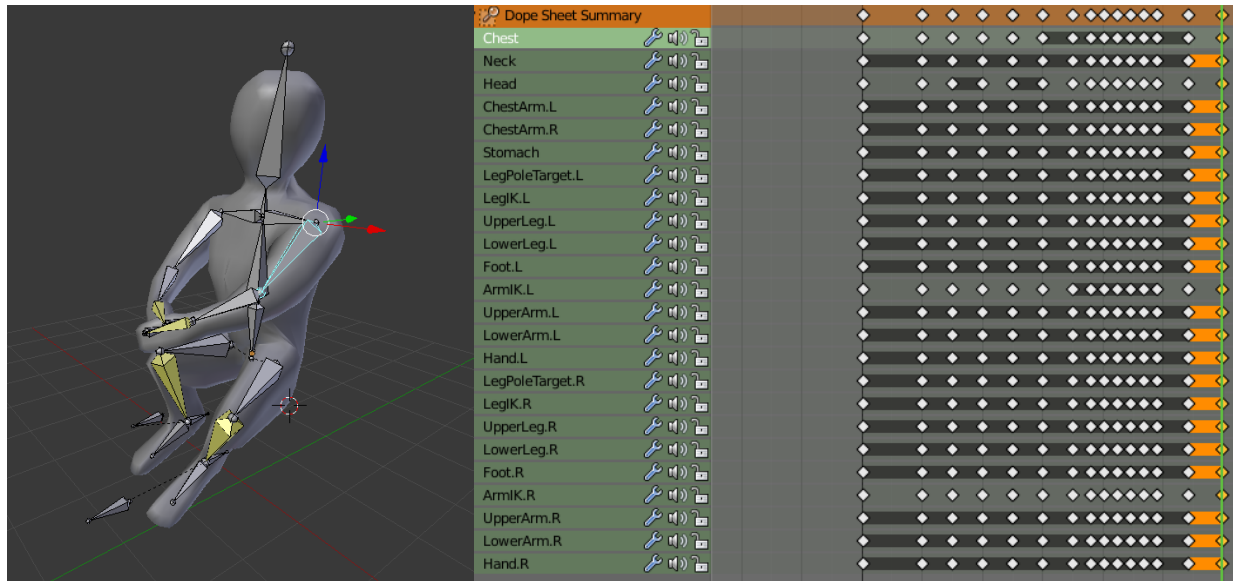 Dope Sheet Summary
Chest
Neck
Head
ChestArm.L
ChestArm.R
Stomach
LegPoleTarget.L
LegIK.L
UpperLeg.L
LowerLeg.L
Foot.L
ArmIK.L
UpperArm.L
LowerArm.L
Hand.L
LegPoleTarget.R
LegIK.R
UpperLeg.R
LowerLeg.R
Foot.R
ArmIK.R
UpperArm.R
LowerArm.R
Hand.R